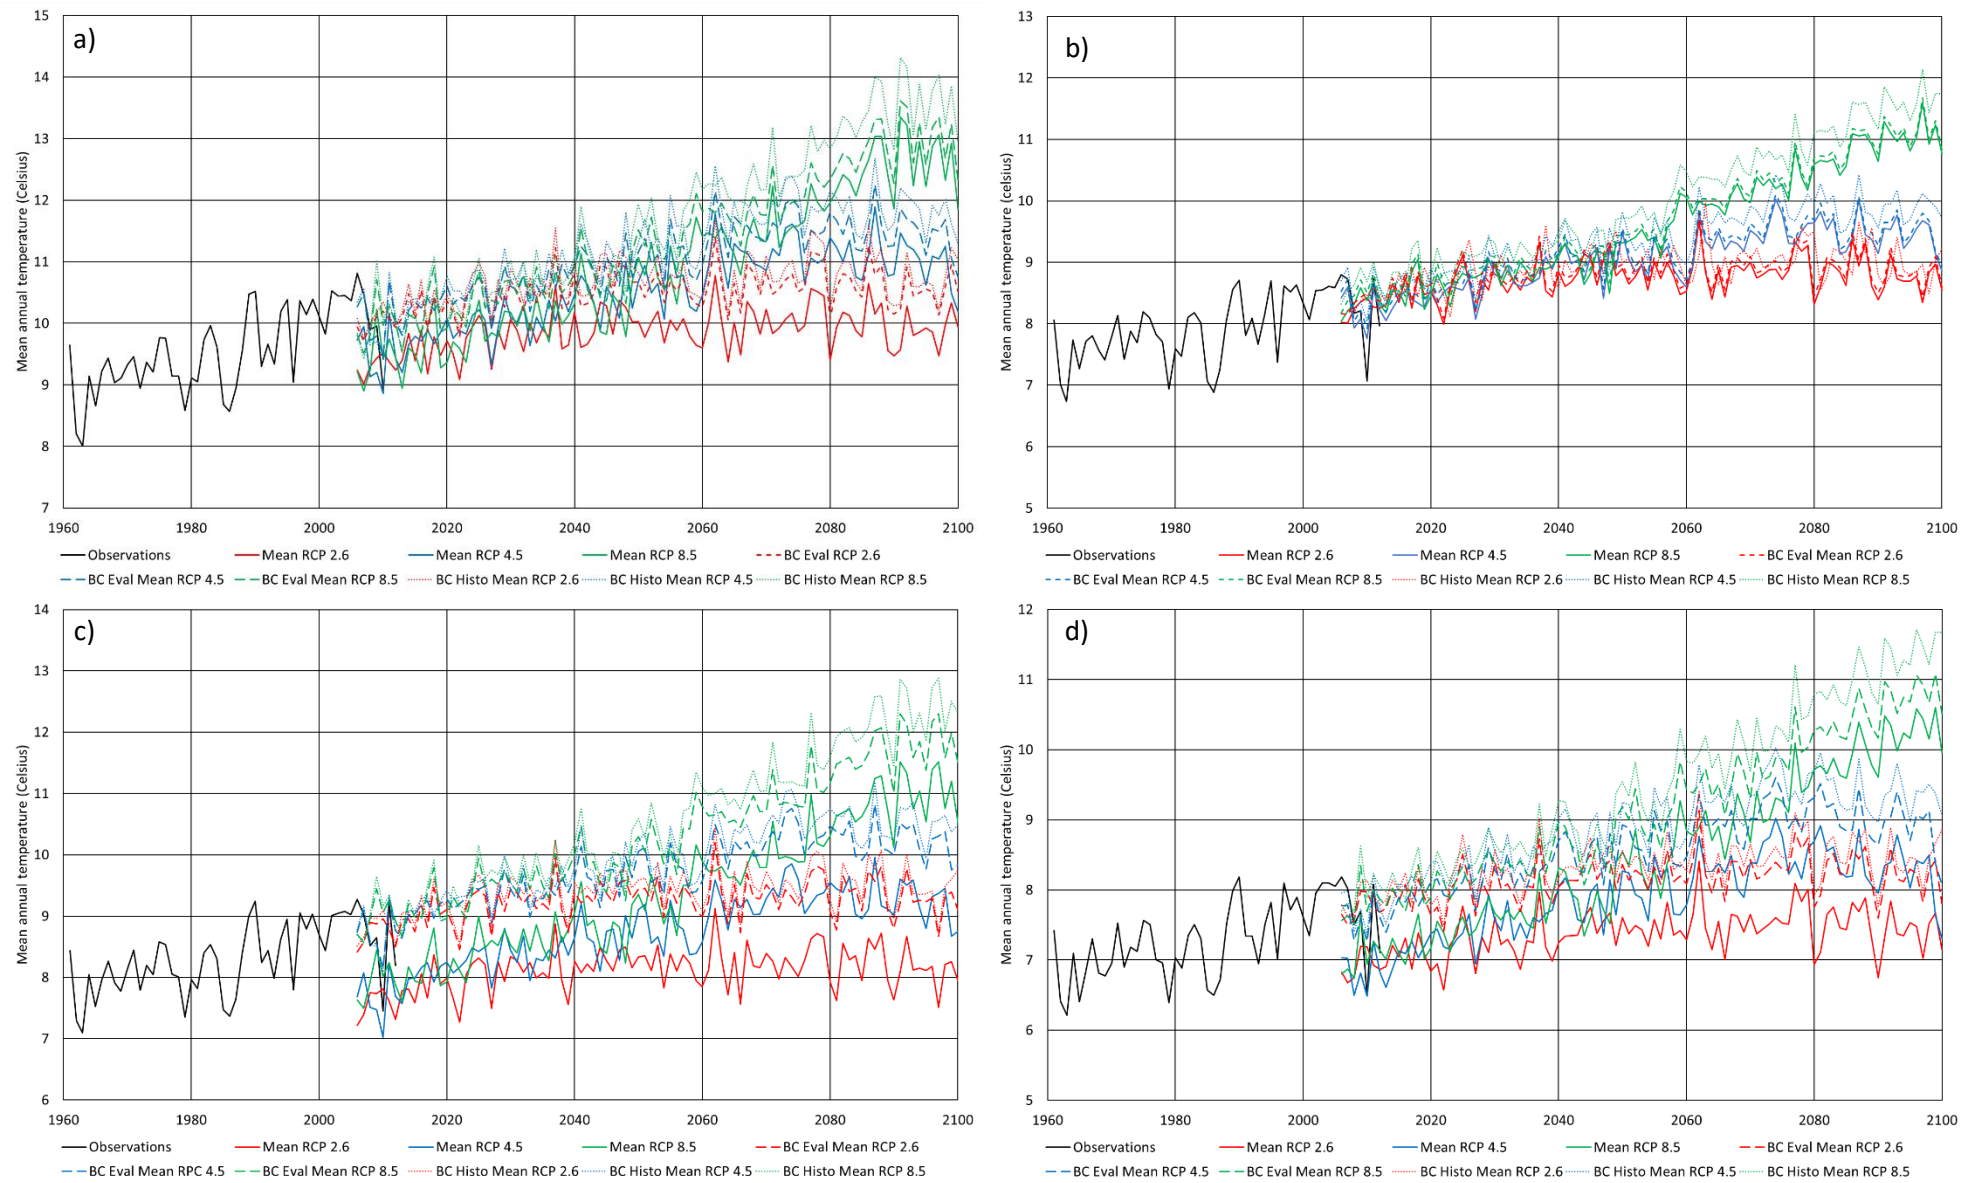 a)
Mean annual temperature (Celsius)
15
14
13
12
11
10
9
8
7
1960 1980 2000 2020 2040 2060 2080 2100
Observations Mean RCP 2.6 Mean RCP 4.5 Mean RCP 8.5 BC Eval RCP 2.6
BC Eval Mean RCP 4.5 BC Eval Mean RCP 8.5 BC Histo Mean RCP 2.6 BC Histo Mean RCP 4.5 BC Histo Mean RCP 8.5
b)
Mean annual temperature (celsius)
13
12
11
10
9
8
7
6
5
1960 1980 2000 2020 2040 2060 2080 2100
Observations Mean RCP 2.6 Mean RCP 4.5 Mean RCP 8.5 BC Eval Mean RCP 2.6
BC Eval Mean RCP 4.5 BC Eval Mean RCP 8.5 BC Histo Mean RCP 2.6 BC Histo Mean RCP 4.5 BC Histo Mean RCP 8.5
c)
Mean annual temperature (Celsius)
14
13
12
11
10
9
8
7
6
1960 1980 2000 2020 2040 2060 2080 2100
Observations Mean RCP 2.6 Mean RCP 4.5 Mean RCP 8.5 BC Eval Mean RCP 2.6
BC Eval Mean RPC 4.5 BC Eval Mean RCP 8.5 BC Histo Mean RCP 2.6 BC Histo Mean RCP 4.5 BC Histo Mean RCP 8.5
d)
Mean annual temperature (Celsius)
12
11
10
9
8
7
6
5
1960 1980 2000 2020 2040 2060 2080 2100
Observations Mean RCP 2.6 Mean RCP 4.5 Mean RCP 8.5 BC Eval Mean RCP 2.6
BC Eval Mean RCP 4.5 BC Eval Mean RCP 8.5 BC Histo Mean RCP 2.6 BC Histo Mean RCP 4.5 BC Histo Mean RCP 8.5